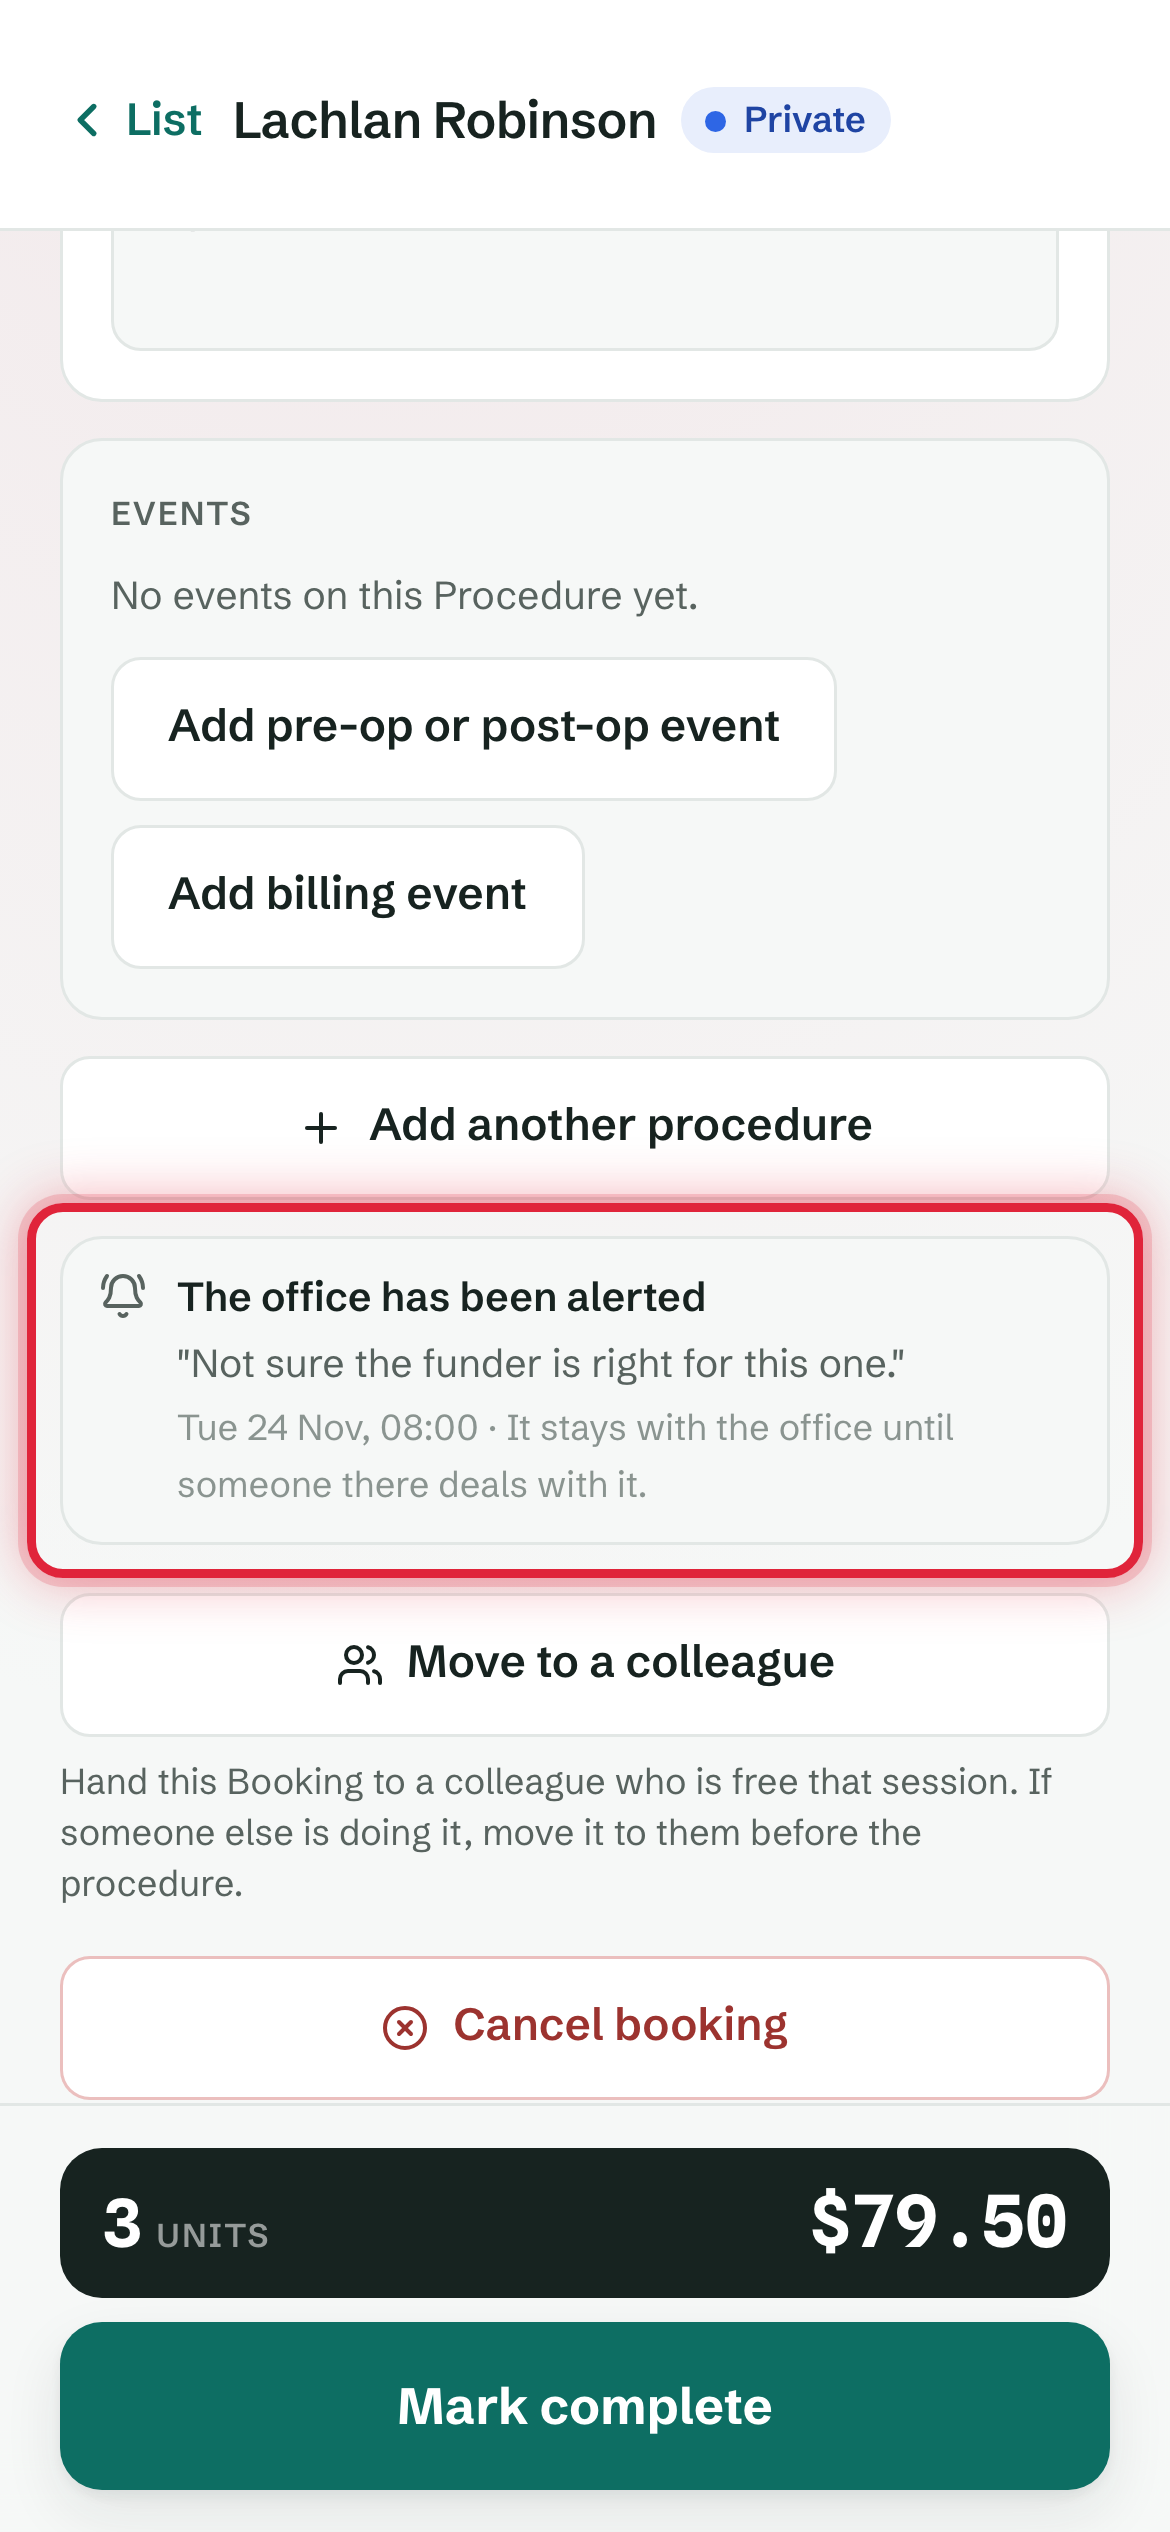 List Lachlan Robinson Private
EVENTS
No events on this Procedure yet.
Add pre-op or post-op event
Add billing event
Add another procedure
The office has been alerted
"Not sure the funder is right for this one."
Tue 24 Nov, 08:00 · It stays with the office until
someone there deals with it.
Move to a colleague
Hand this Booking to a colleague who is free that session. If
someone else is doing it, move it to them before the
procedure.
Cancel booking
3 UNITS $79.50
Mark complete